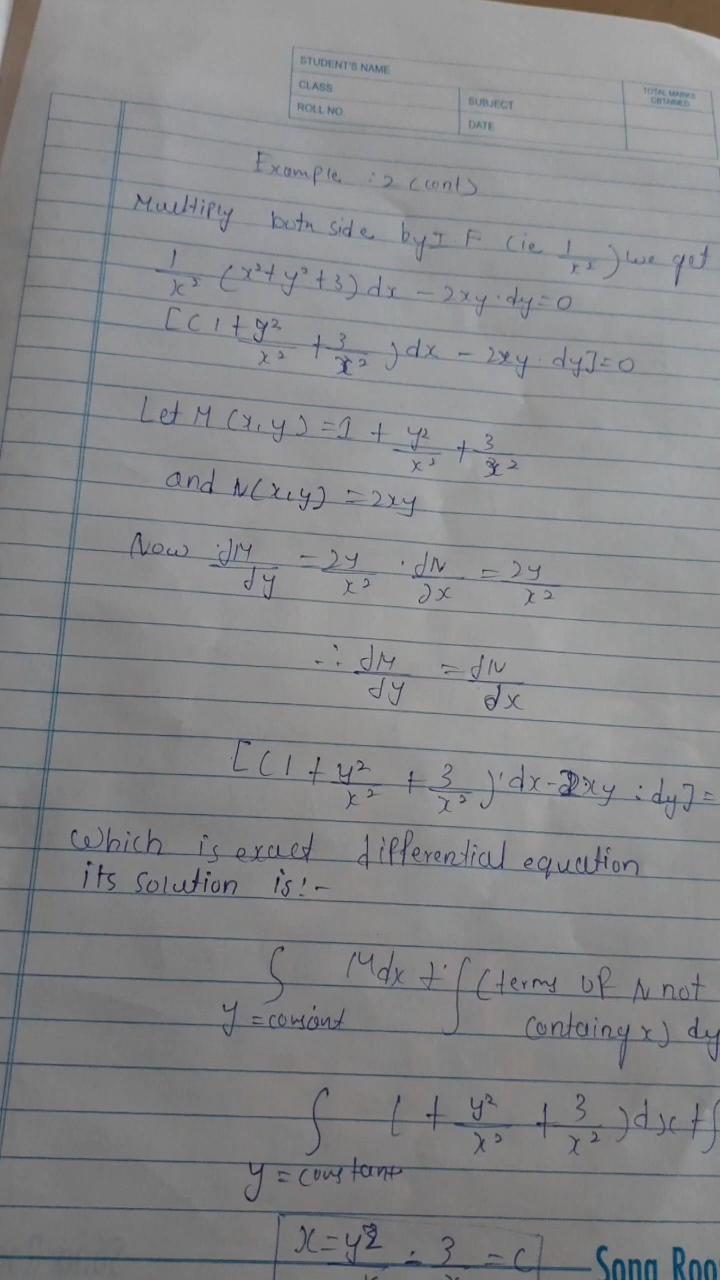 STUDENT'S NAME
CLASS
SUBJECT
TOTAL MARKS OBTAINED
ROLL NO.
DATE
Example : 2 (cont)
Multiply both side by I.F (ie 1/x²) we get
1/x² (x²+y²+3)dx - 2xy·dy=0
[(1+y²/x² + 3/x²)dx - 2xy·dy]=0
Let M(x,y)=1 + y²/x² + 3/x²
and N(x,y) = 2xy
Now ∂M/∂y = 2y/x² · ∂N/∂x = 2y/x²
∴ ∂M/∂y = ∂N/∂x
[(1+y²/x² + 3/x²)·dx-2xy:dy]=
Which is exact differential equation
its solution is:-
∫ Mdx + ∫(terms of N not
y = consant containg x) dy
∫ (+ y²/x² + 3/x²)dx+∫
y = constant
x=y² - 3 = c]
Song